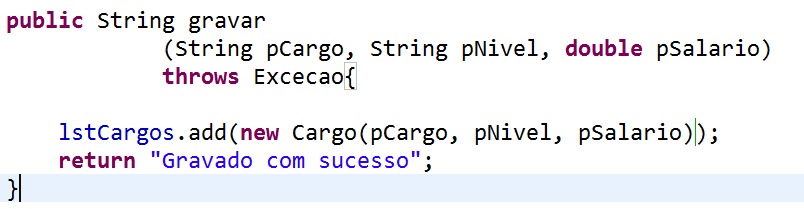 public String gravar
(String pCargo, String pNivel, double pSalario)
throws Excecao{
lstCargos.add(new Cargo(pCargo, pNivel, pSalario));
return "Gravado com sucesso";
}